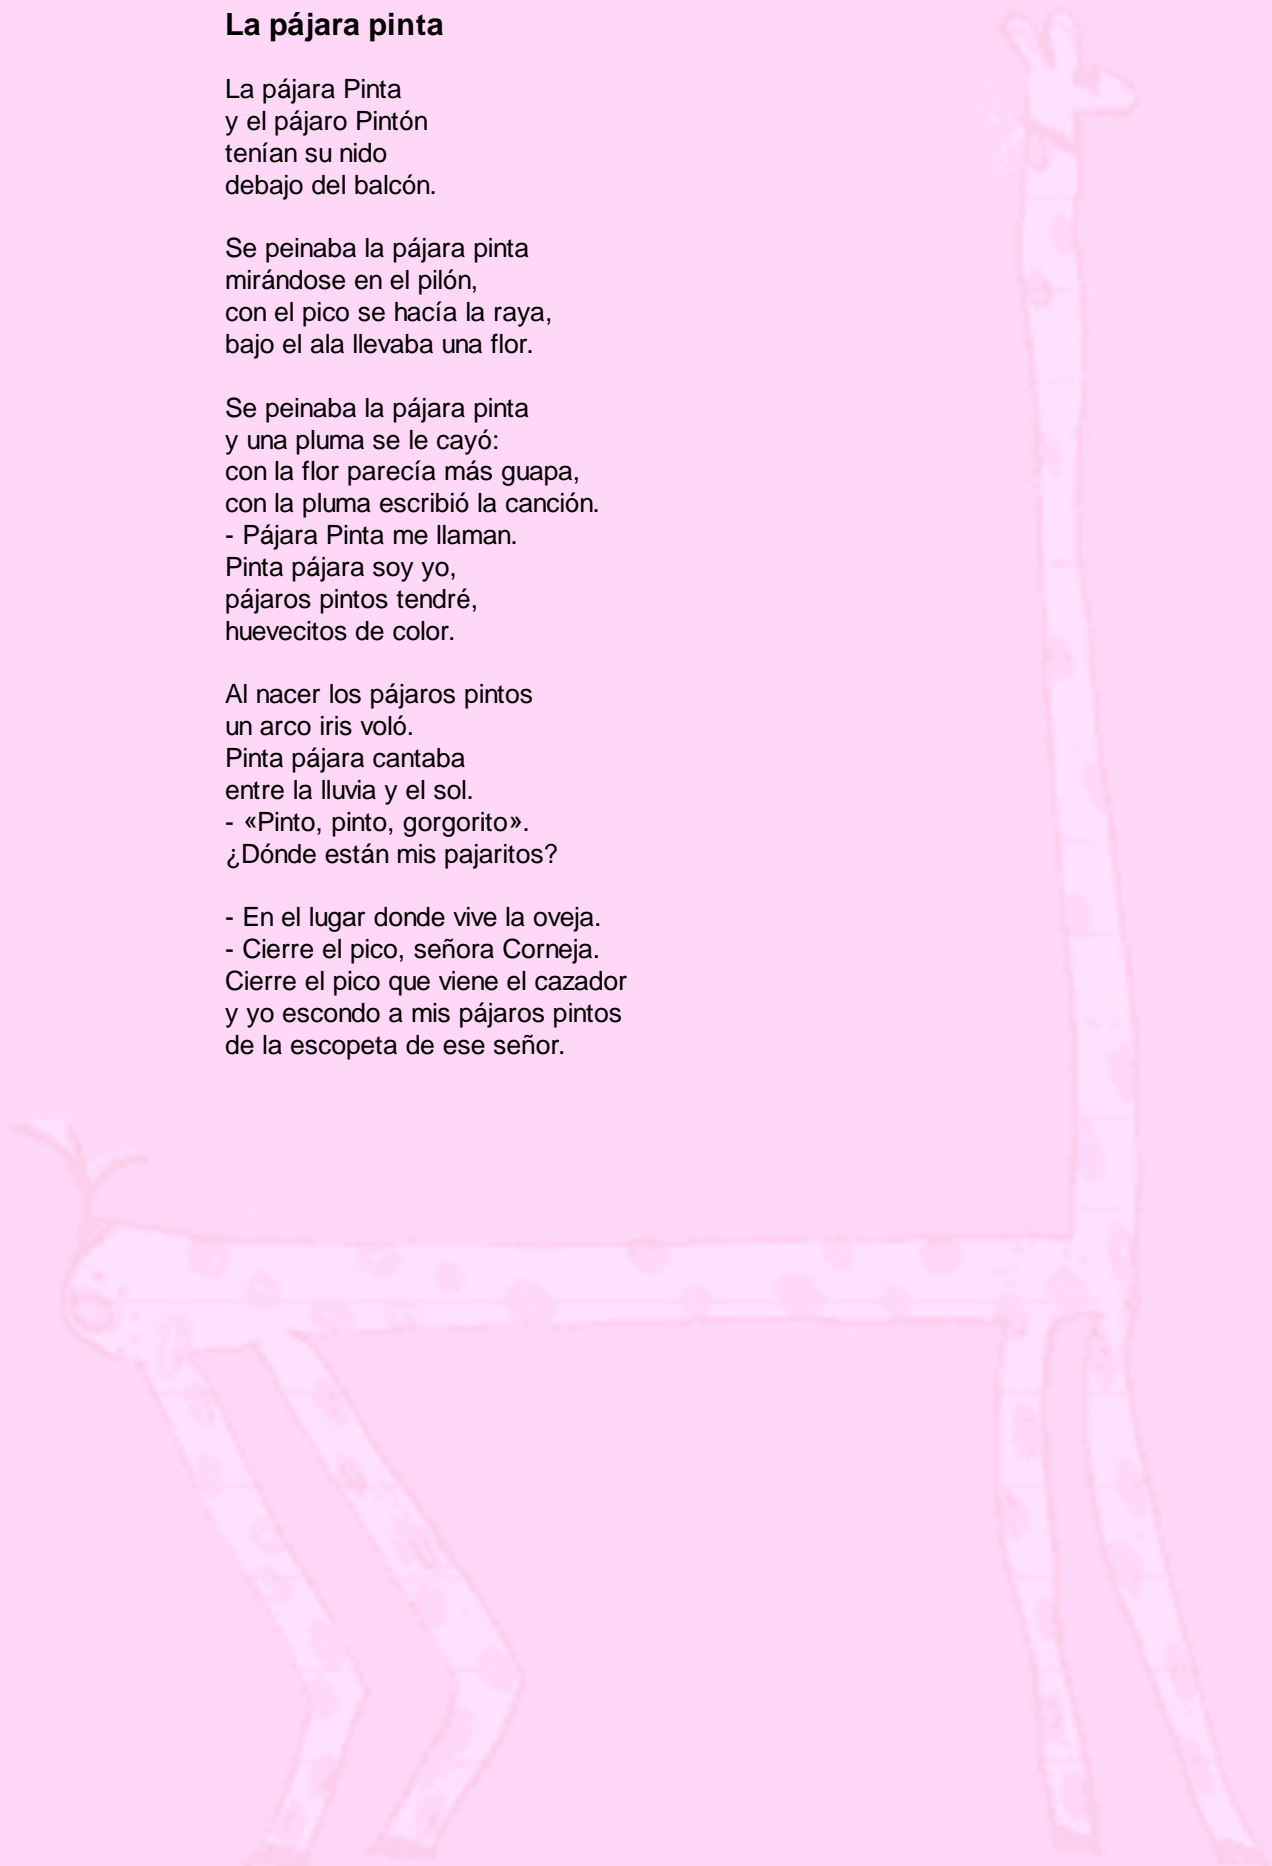 La pájara pinta
La pájara Pinta
y el pájaro Pintón
tenían su nido
debajo del balcón.
Se peinaba la pájara pinta
mirándose en el pilón,
con el pico se hacía la raya,
bajo el ala llevaba una flor.
Se peinaba la pájara pinta
y una pluma se le cayó:
con la flor parecía más guapa,
con la pluma escribió la canción.
- Pájara Pinta me llaman.
Pinta pájara soy yo,
pájaros pintos tendré,
huevecitos de color.
Al nacer los pájaros pintos
un arco iris voló.
Pinta pájara cantaba
entre la lluvia y el sol.
- «Pinto, pinto, gorgorito».
¿Dónde están mis pajaritos?
- En el lugar donde vive la oveja.
- Cierre el pico, señora Corneja.
Cierre el pico que viene el cazador
y yo escondo a mis pájaros pintos
de la escopeta de ese señor.